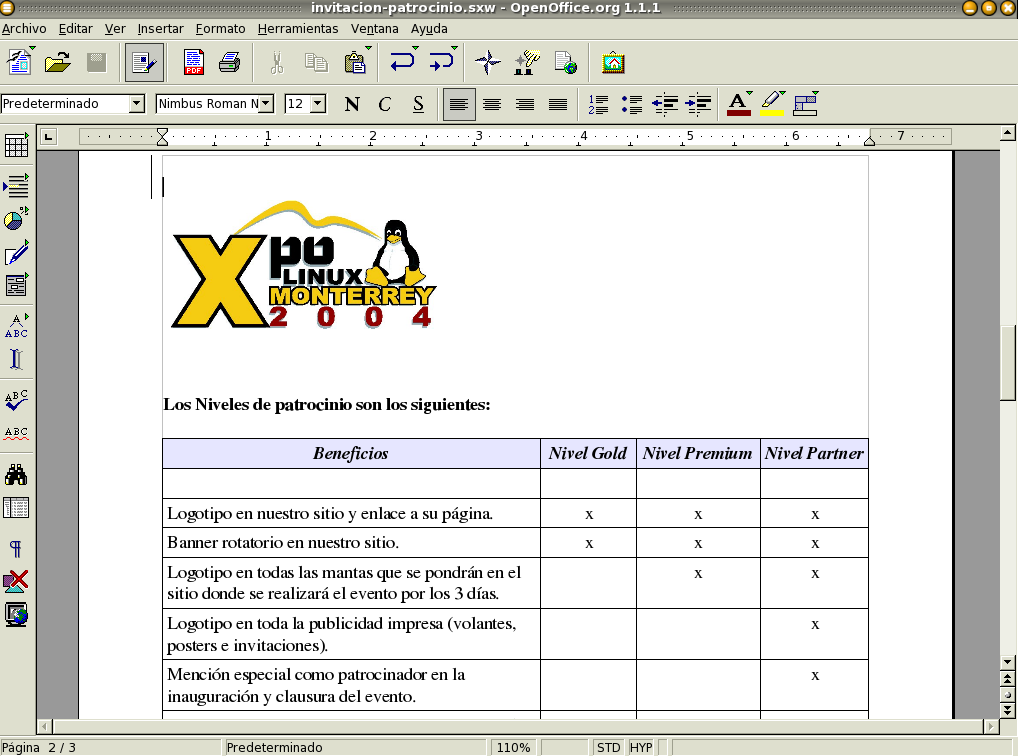 invitacion-patrocinio.sxw - OpenOffice.org 1.1.1
Archivo Editar Ver Insertar Formato Herramientas Ventana Ayuda
PDF
Predeterminado Nimbus Roman N 12 N C S A
1 2 3 4 5 6 7
ABC
ABC
ABC
Xpo
LINUX
MONTERREY
2004
Los Niveles de patrocinio son los siguientes:
Beneficios Nivel Gold Nivel Premium Nivel Partner
Logotipo en nuestro sitio y enlace a su página. x x x
Banner rotatorio en nuestro sitio. x x x
Logotipo en todas las mantas que se pondrán en el x x
sitio donde se realizará el evento por los 3 días.
Logotipo en toda la publicidad impresa (volantes, x
posters e invitaciones).
Mención especial como patrocinador en la x
inauguración y clausura del evento.
Página 2 / 3 Predeterminado 110% STD HYP